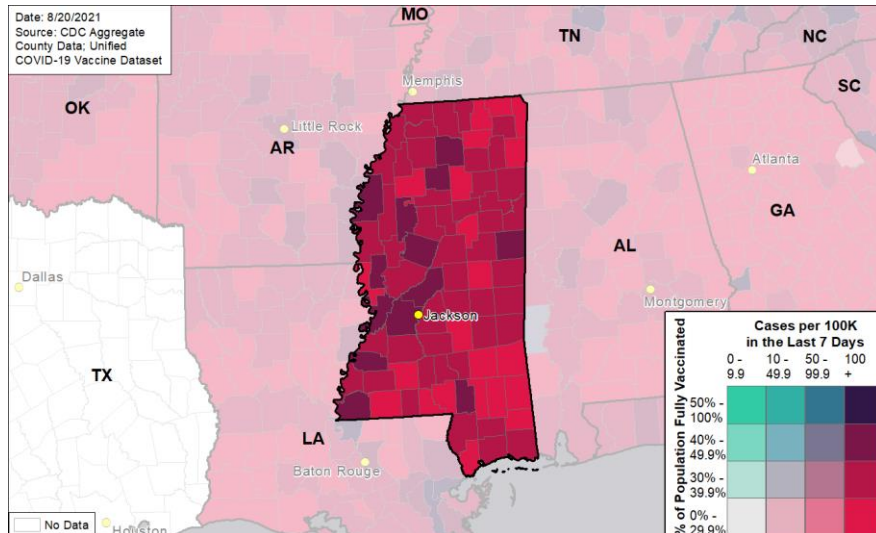 Date: 8/20/2021
Source: CDC Aggregate
County Data; Unified
COVID-19 Vaccine Dataset
MO
TN
NC
SC
OK
Memphis
Little Rock
AR
Atlanta
GA
AL
Dallas
Montgomery
Jackson
TX
LA
Baton Rouge
No Data
Houston
Cases per 100K
in the Last 7 Days
0 - 9.9
10 - 49.9
50 - 99.9
100 +
% of Population Fully Vaccinated
50% - 100%
40% - 49.9%
30% - 39.9%
0% - 29.9%